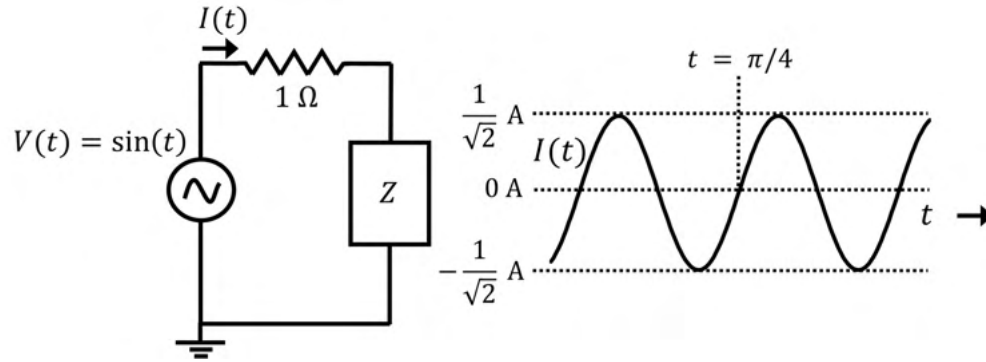 I(t)
1 Ω
V(t) = sin(t)
Z
t = π/4
1/√2 A
I(t)
0 A
t
−1/√2 A